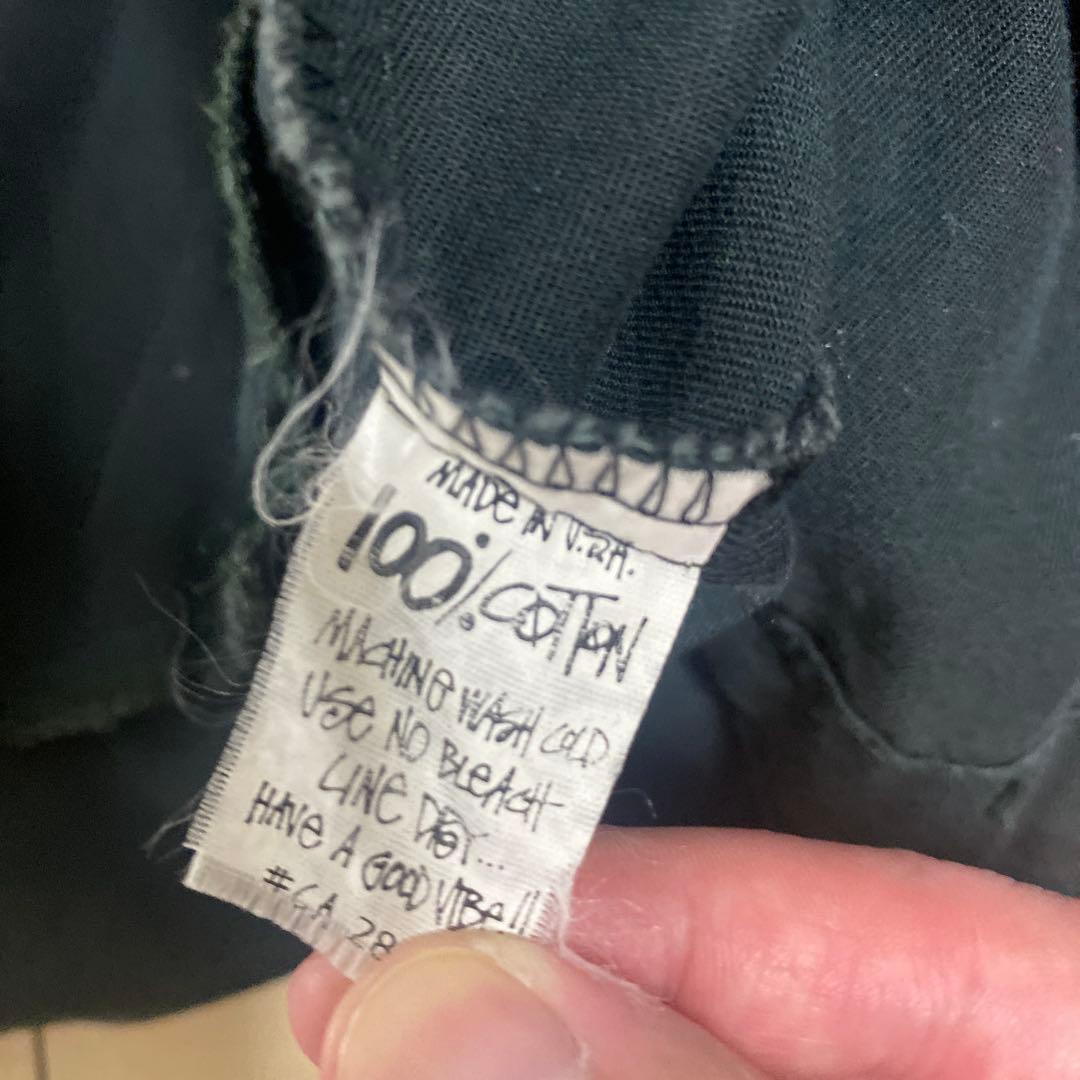 MADE IN U.S.A.
100% COTTON
MACHINE WASH COLD
USE NO BLEACH
LINE DRY...
HAVE A GOOD VIBE!!